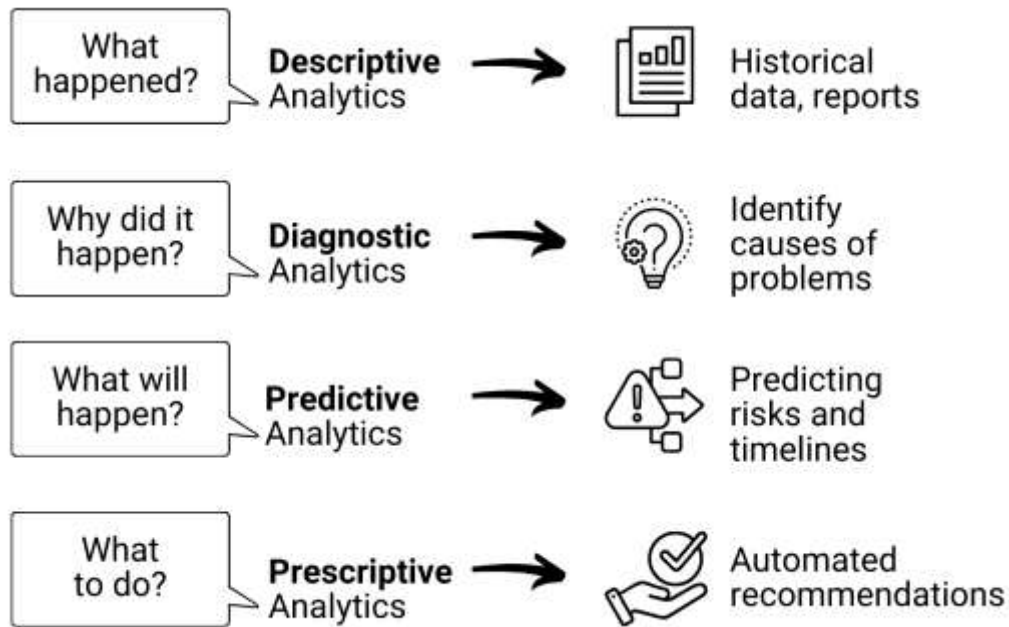 What
happened?
Descriptive
Analytics
Historical
data, reports
Why did it
happen?
Diagnostic
Analytics
Identify
causes of
problems
What will
happen?
Predictive
Analytics
Predicting
risks and
timelines
What
to do?
Prescriptive
Analytics
Automated
recommendations